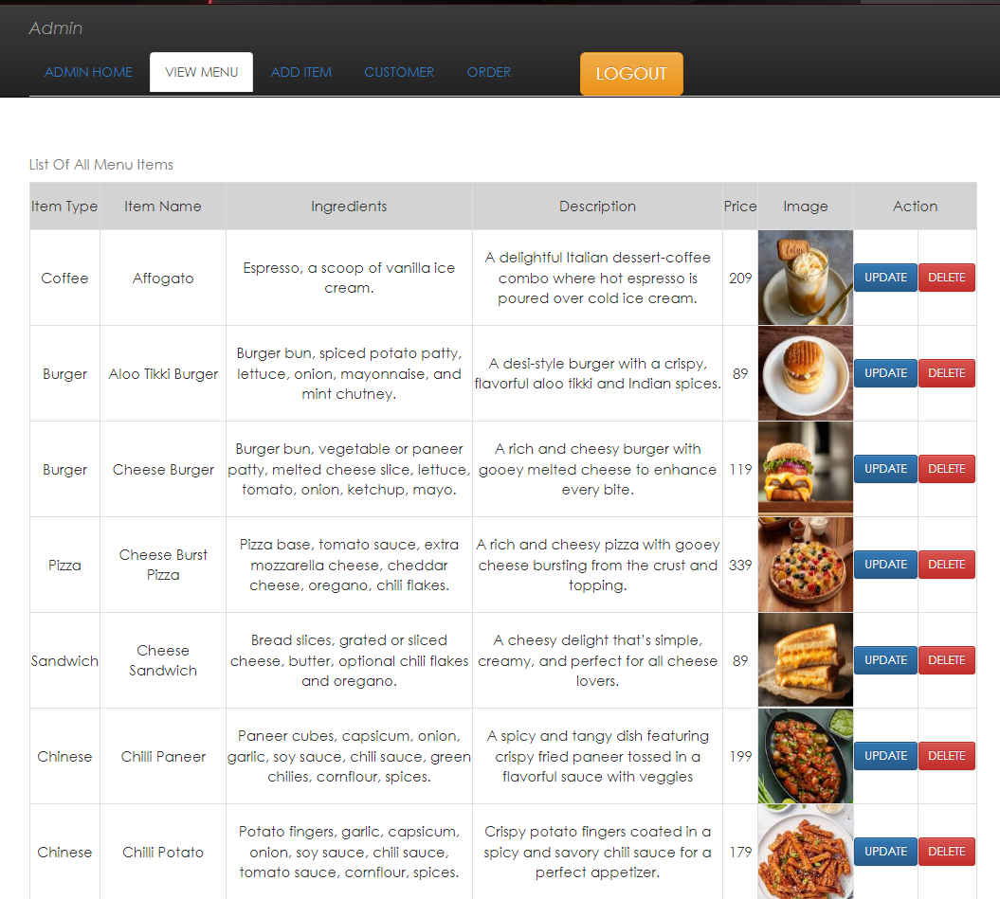 Admin
ADMIN HOME VIEW MENU ADD ITEM CUSTOMER ORDER LOGOUT
List Of All Menu Items
Item Type Item Name Ingredients Description Price Image Action
Coffee
Affogato
Espresso, a scoop of vanilla ice
cream.
A delightful Italian dessert-coffee
combo where hot espresso is
poured over cold ice cream.
209
UPDATE DELETE
Burger
Aloo Tikki Burger
Burger bun, spiced potato patty,
lettuce, onion, mayonnaise, and
mint chutney.
A desi-style burger with a crispy,
flavorful aloo tikki and Indian spices.
89
UPDATE DELETE
Burger
Cheese Burger
Burger bun, vegetable or paneer
patty, melted cheese slice, lettuce,
tomato, onion, ketchup, mayo.
A rich and cheesy burger with
gooey melted cheese to enhance
every bite.
119
UPDATE DELETE
Pizza
Cheese Burst
Pizza
Pizza base, tomato sauce, extra
mozzarella cheese, cheddar
cheese, oregano, chili flakes.
A rich and cheesy pizza with gooey
cheese bursting from the crust and
topping.
339
UPDATE DELETE
Sandwich
Cheese
Sandwich
Bread slices, grated or sliced
cheese, butter, optional chili flakes
and oregano.
A cheesy delight that's simple,
creamy, and perfect for all cheese
lovers.
89
UPDATE DELETE
Chinese
Chilli Paneer
Paneer cubes, capsicum, onion,
garlic, soy sauce, chili sauce, green
chilies, cornflour, spices.
A spicy and tangy dish featuring
crispy fried paneer tossed in a
flavorful sauce with veggies
199
UPDATE DELETE
Chinese
Chilli Potato
Potato fingers, garlic, capsicum,
onion, soy sauce, chili sauce,
tomato sauce, cornflour, spices.
Crispy potato fingers coated in a
spicy and savory chili sauce for a
perfect appetizer.
179
UPDATE DELETE